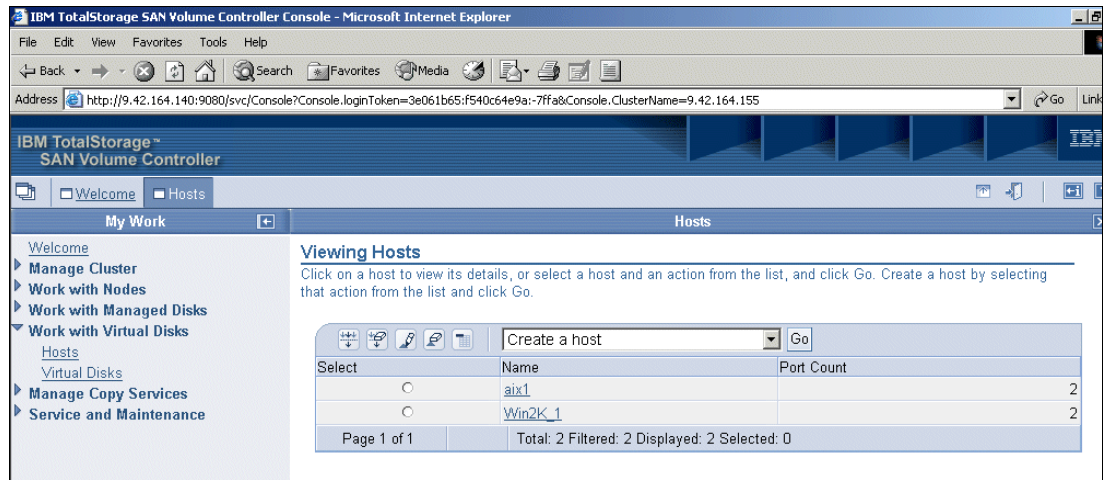 IBM TotalStorage SAN Volume Controller Console - Microsoft Internet Explorer
File Edit View Favorites Tools Help
Back Search Favorites Media
Address http://9.42.164.140:9080/svc/Console?Console.loginToken=3e061b65:f540c64e9a:-7ffa&Console.ClusterName=9.42.164.155 Go Link
IBM TotalStorage™
SAN Volume Controller
IBM
Welcome Hosts
My Work
Hosts
Welcome
Manage Cluster
Work with Nodes
Work with Managed Disks
Work with Virtual Disks
Hosts
Virtual Disks
Manage Copy Services
Service and Maintenance
Viewing Hosts
Click on a host to view its details, or select a host and an action from the list, and click Go. Create a host by selecting
that action from the list and click Go.
Create a host Go
Select Name Port Count
aix1 2
Win2K_1 2
Page 1 of 1 Total: 2 Filtered: 2 Displayed: 2 Selected: 0